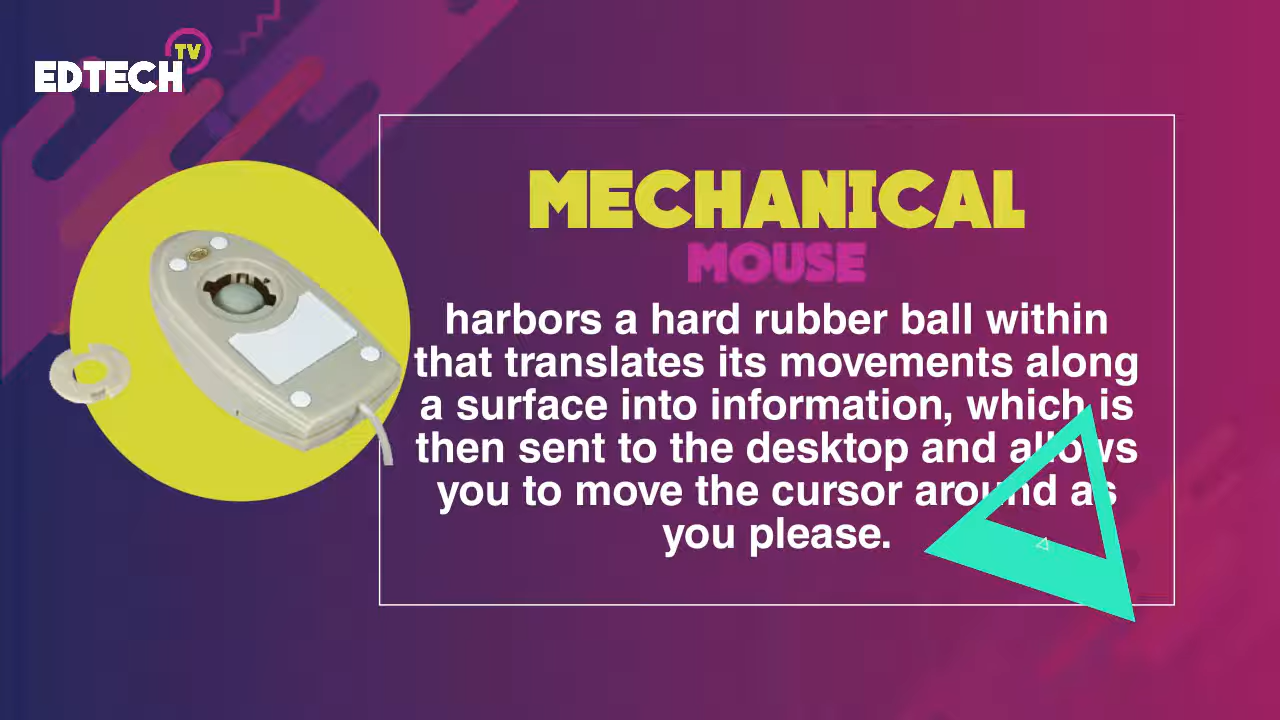 EDTECH TV
MECHANICAL
MOUSE
harbors a hard rubber ball within
that translates its movements along
a surface into information, which is
then sent to the desktop and allows
you to move the cursor around as
you please.